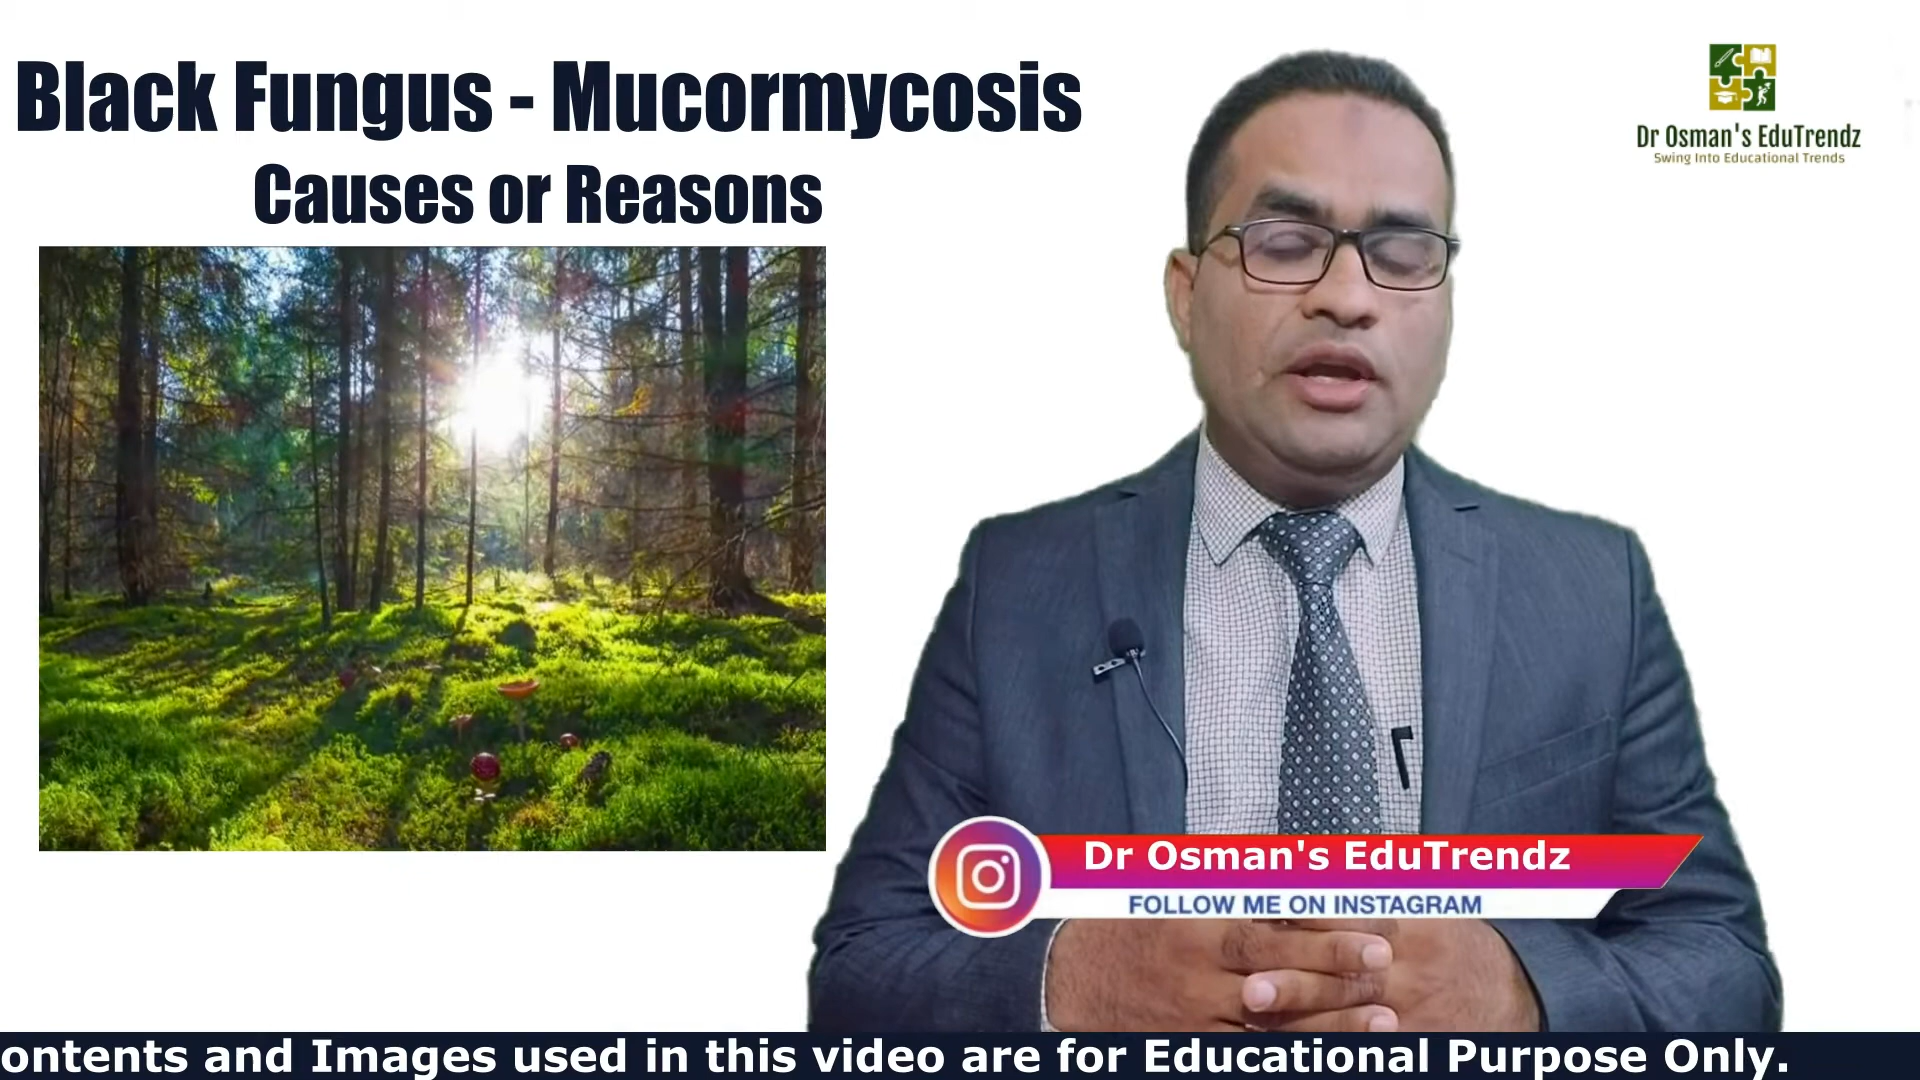 Black Fungus - Mucormycosis
Causes or Reasons
Dr Osman's EduTrendz
Swing Into Educational Trends
Dr Osman's EduTrendz
FOLLOW ME ON INSTAGRAM
ontents and Images used in this video are for Educational Purpose Only.